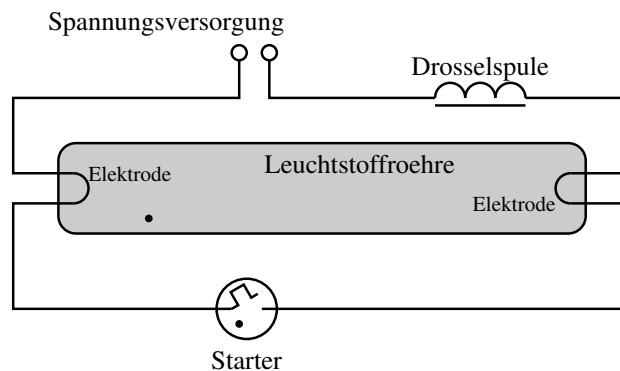 Spannungsversorgung
Drosselspule
Leuchtstoffroehre
Elektrode
Elektrode
Starter